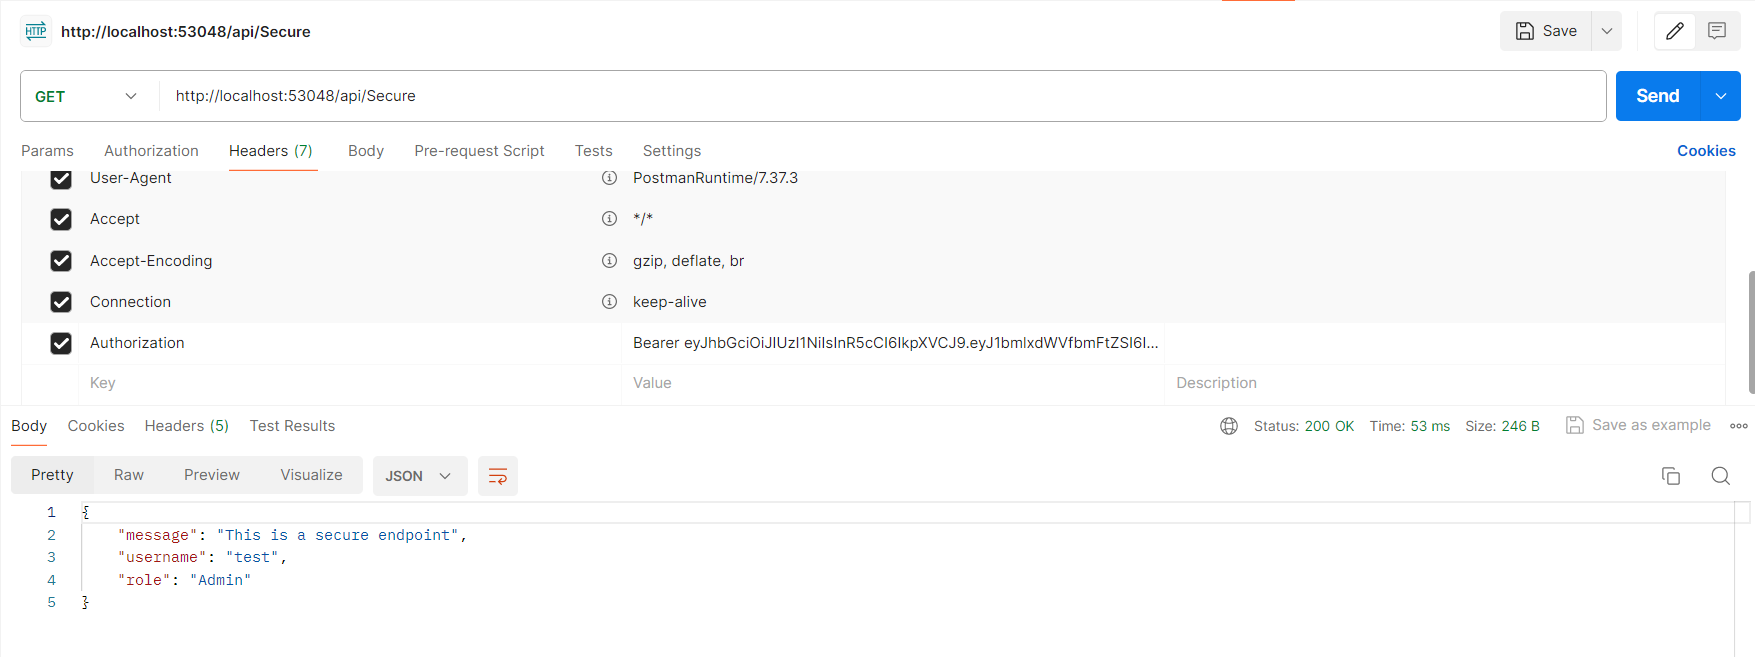 HTTP http://localhost:53048/api/Secure Save
GET http://localhost:53048/api/Secure Send
Params Authorization Headers (7) Body Pre-request Script Tests Settings Cookies
User-Agent PostmanRuntime/7.37.3
Accept */*
Accept-Encoding gzip, deflate, br
Connection keep-alive
Authorization Bearer eyJhbGciOiJIUzI1NiIsInR5cCI6IkpXVCJ9.eyJ1bmlxdWVfbmFtZSI6I...
Key Value Description
Body Cookies Headers (5) Test Results Status: 200 OK Time: 53 ms Size: 246 B Save as example
Pretty Raw Preview Visualize JSON
1 {
2 "message": "This is a secure endpoint",
3 "username": "test",
4 "role": "Admin"
5 }